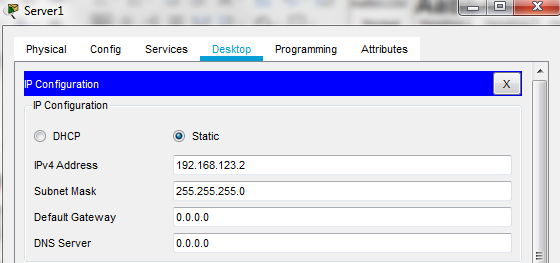 Server1
Physical Config Services Desktop Programming Attributes
IP Configuration X
IP Configuration
DHCP Static
IPv4 Address 192.168.123.2
Subnet Mask 255.255.255.0
Default Gateway 0.0.0.0
DNS Server 0.0.0.0